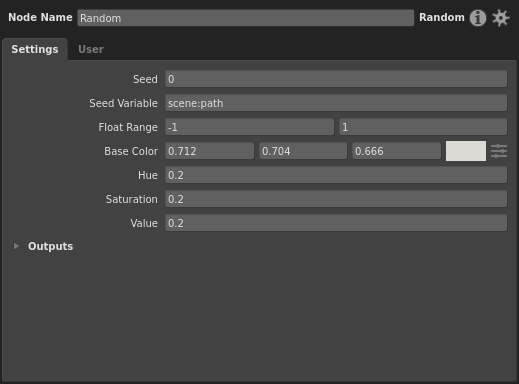 Node Name Random Random
Settings User
Seed 0
Seed Variable scene:path
Float Range -1 1
Base Color 0.712 0.704 0.666
Hue 0.2
Saturation 0.2
Value 0.2
Outputs